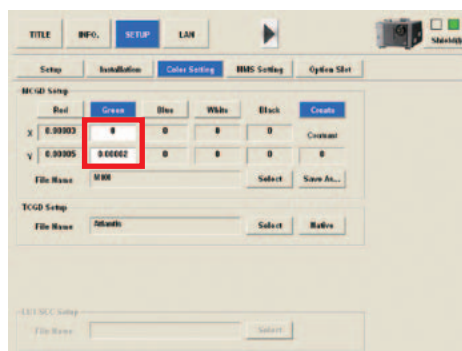 TITLE INFO. SETUP LAN
Setup Installation Color Setting MMS Setting Option Slot
MCGD Setup
Red Green Blue White Black Create
X 0.00003 0 0 0 0 Contrast
Y 0.00005 0.00002 0 0 0 0
File Name Select Save As...
TCGD Setup
File Name Atlantis Select Native
File Name Select